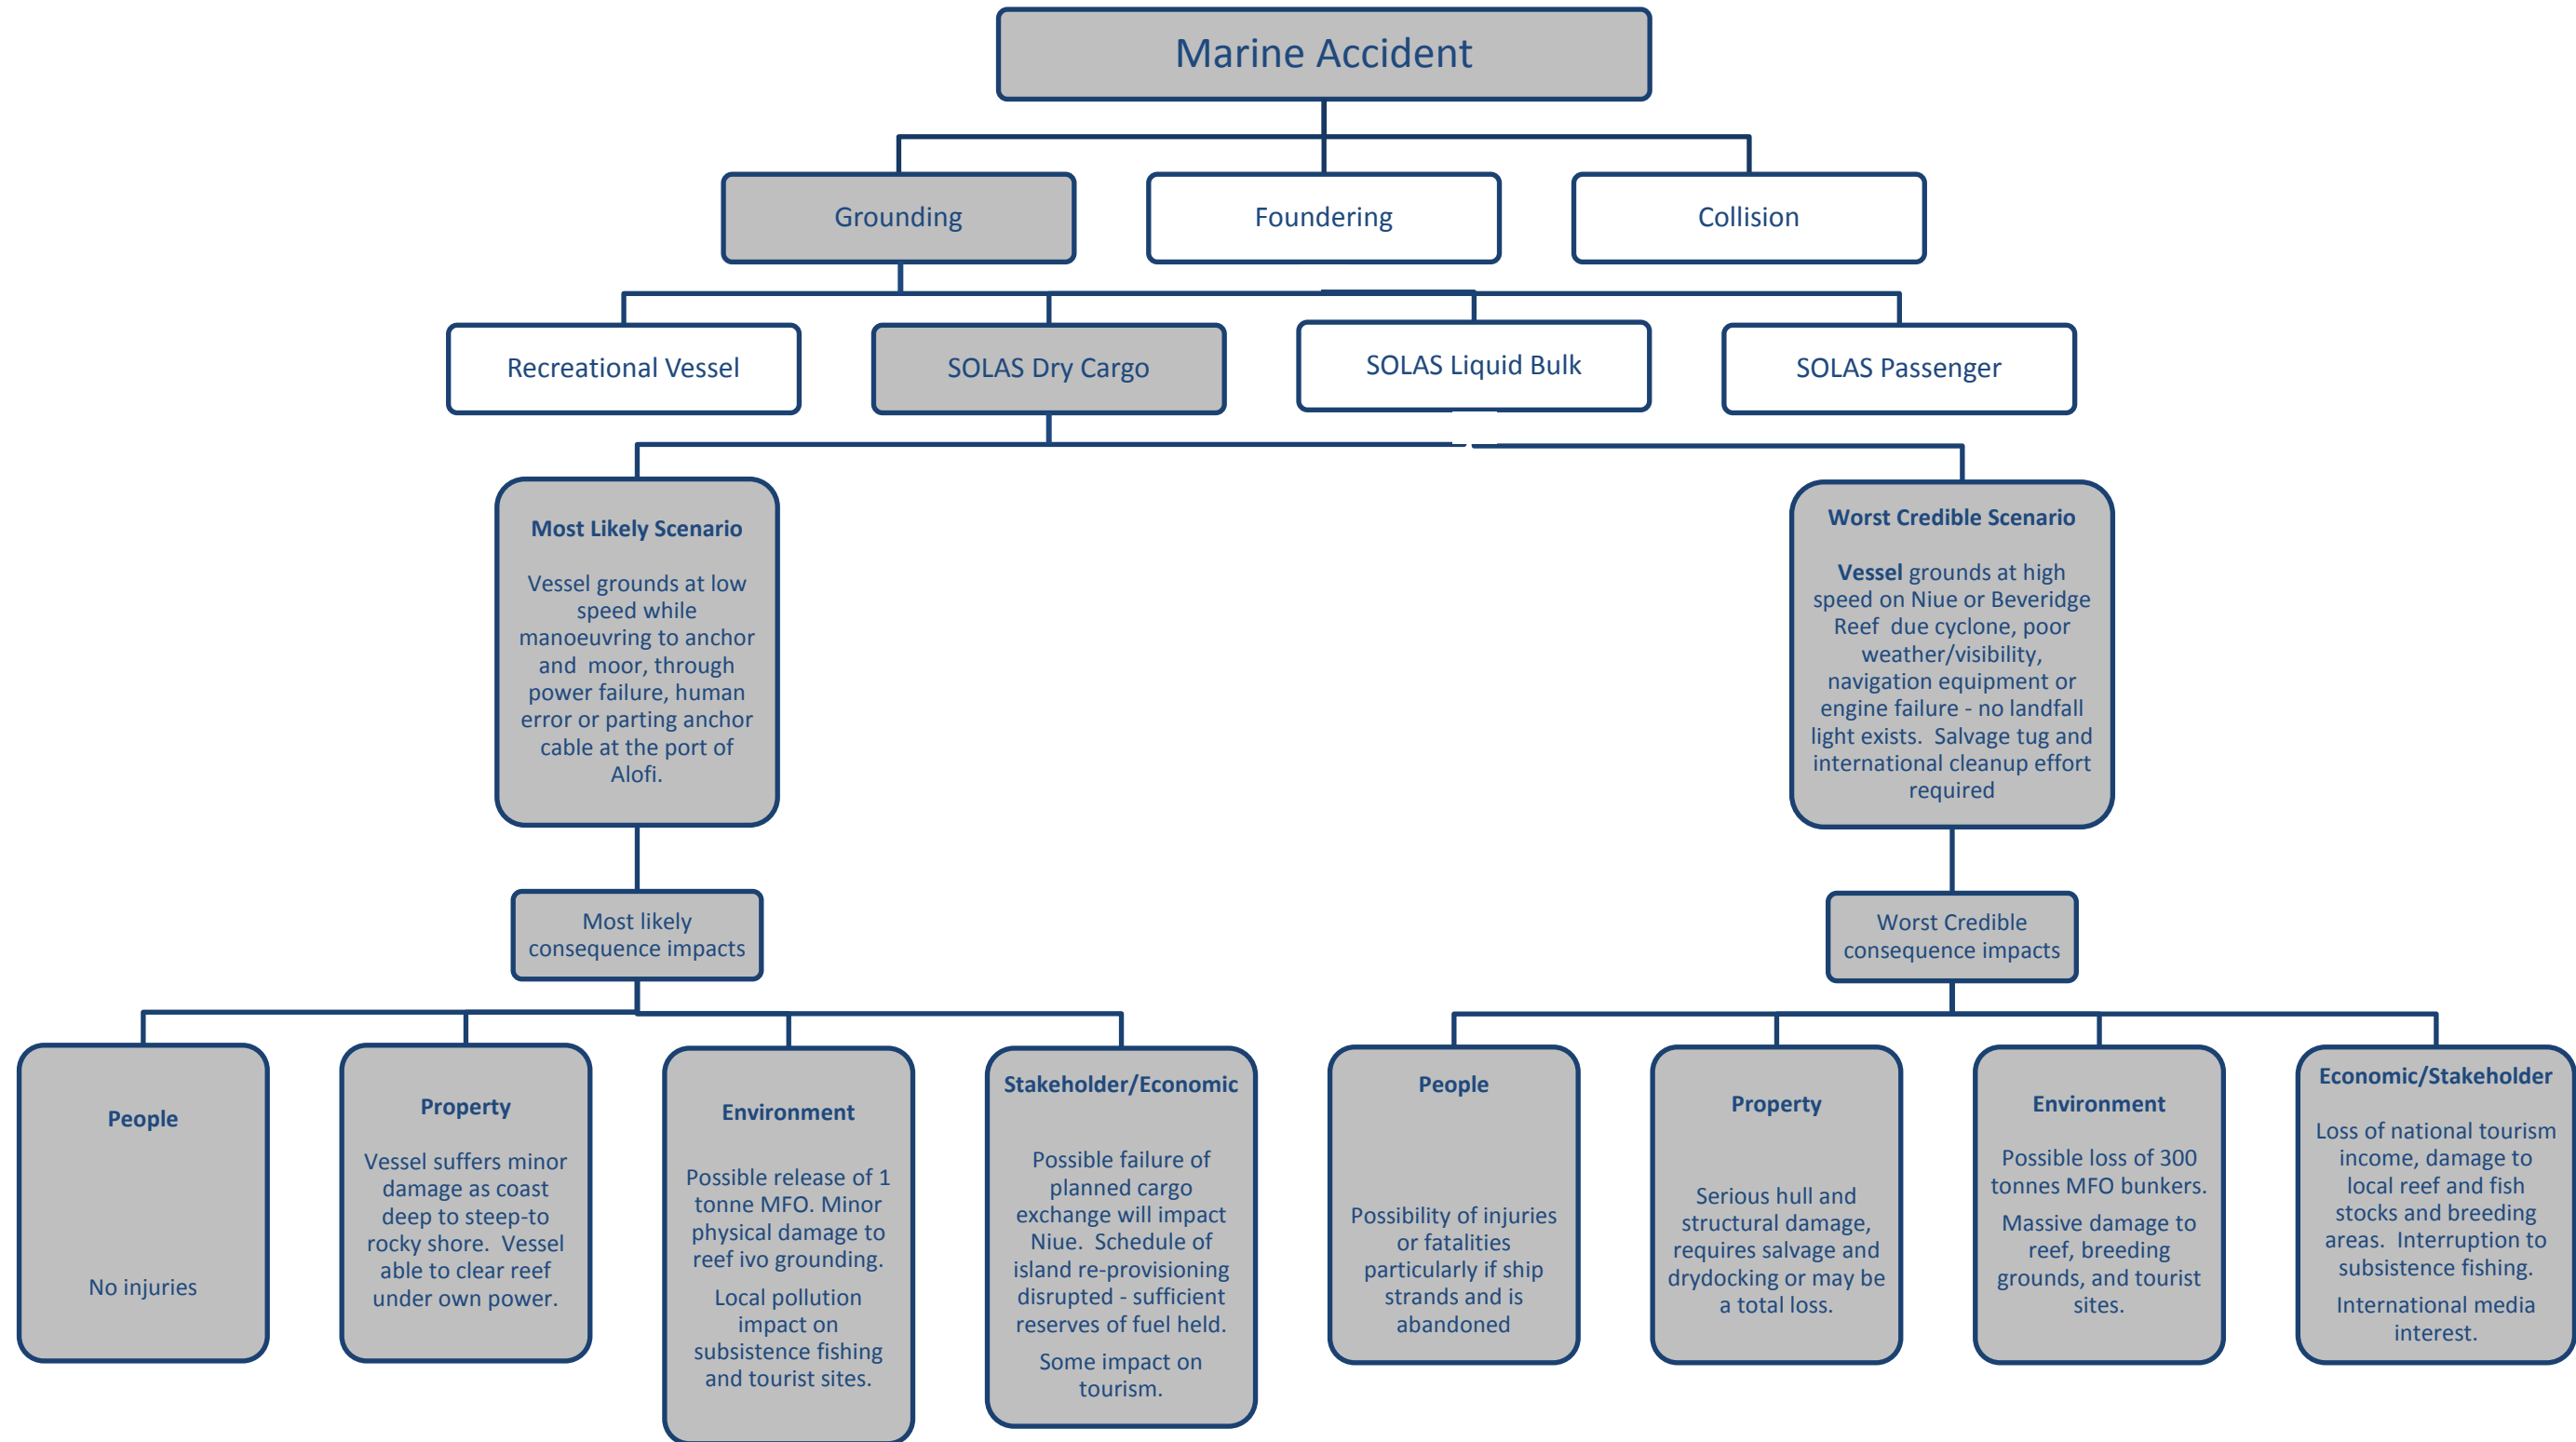 Marine Accident
Grounding
Foundering
Collision
Recreational Vessel
SOLAS Dry Cargo
SOLAS Liquid Bulk
SOLAS Passenger
Most Likely Scenario
Vessel grounds at low
speed while
manoeuvring to anchor
and  moor, through
power failure, human
error or parting anchor
cable at the port of
Alofi.
Worst Credible Scenario
Vessel grounds at high
speed on Niue or Beveridge
Reef  due cyclone, poor
weather/visibility,
navigation equipment or
engine failure - no landfall
light exists.  Salvage tug and
international cleanup effort
required
Most likely
consequence impacts
Worst Credible
consequence impacts
People
No injuries
Property
Vessel suffers minor
damage as coast
deep to steep-to
rocky shore.  Vessel
able to clear reef
under own power.
Environment
Possible release of 1
tonne MFO. Minor
physical damage to
reef ivo grounding.
Local pollution
impact on
subsistence fishing
and tourist sites.
Stakeholder/Economic
Possible failure of
planned cargo
exchange will impact
Niue.  Schedule of
island re-provisioning
disrupted - sufficient
reserves of fuel held.
Some impact on
tourism.
People
Possibility of injuries
or fatalities
particularly if ship
strands and is
abandoned
Property
Serious hull and
structural damage,
requires salvage and
drydocking or may be
a total loss.
Environment
Possible loss of 300
tonnes MFO bunkers.
Massive damage to
reef, breeding
grounds, and tourist
sites.
Economic/Stakeholder
Loss of national tourism
income, damage to
local reef and fish
stocks and breeding
areas.  Interruption to
subsistence fishing.
International media
interest.